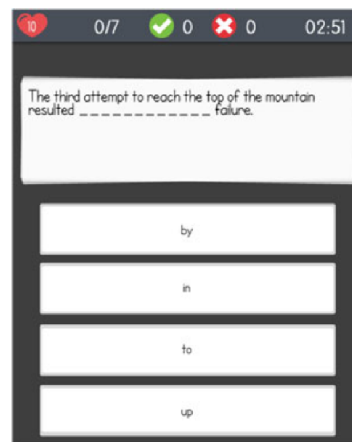 10 0/7 0 0 02:51
The third attempt to reach the top of the mountain
resulted _ _ _ _ _ _ _ _ _ _ _ _ failure.
by
in
to
up